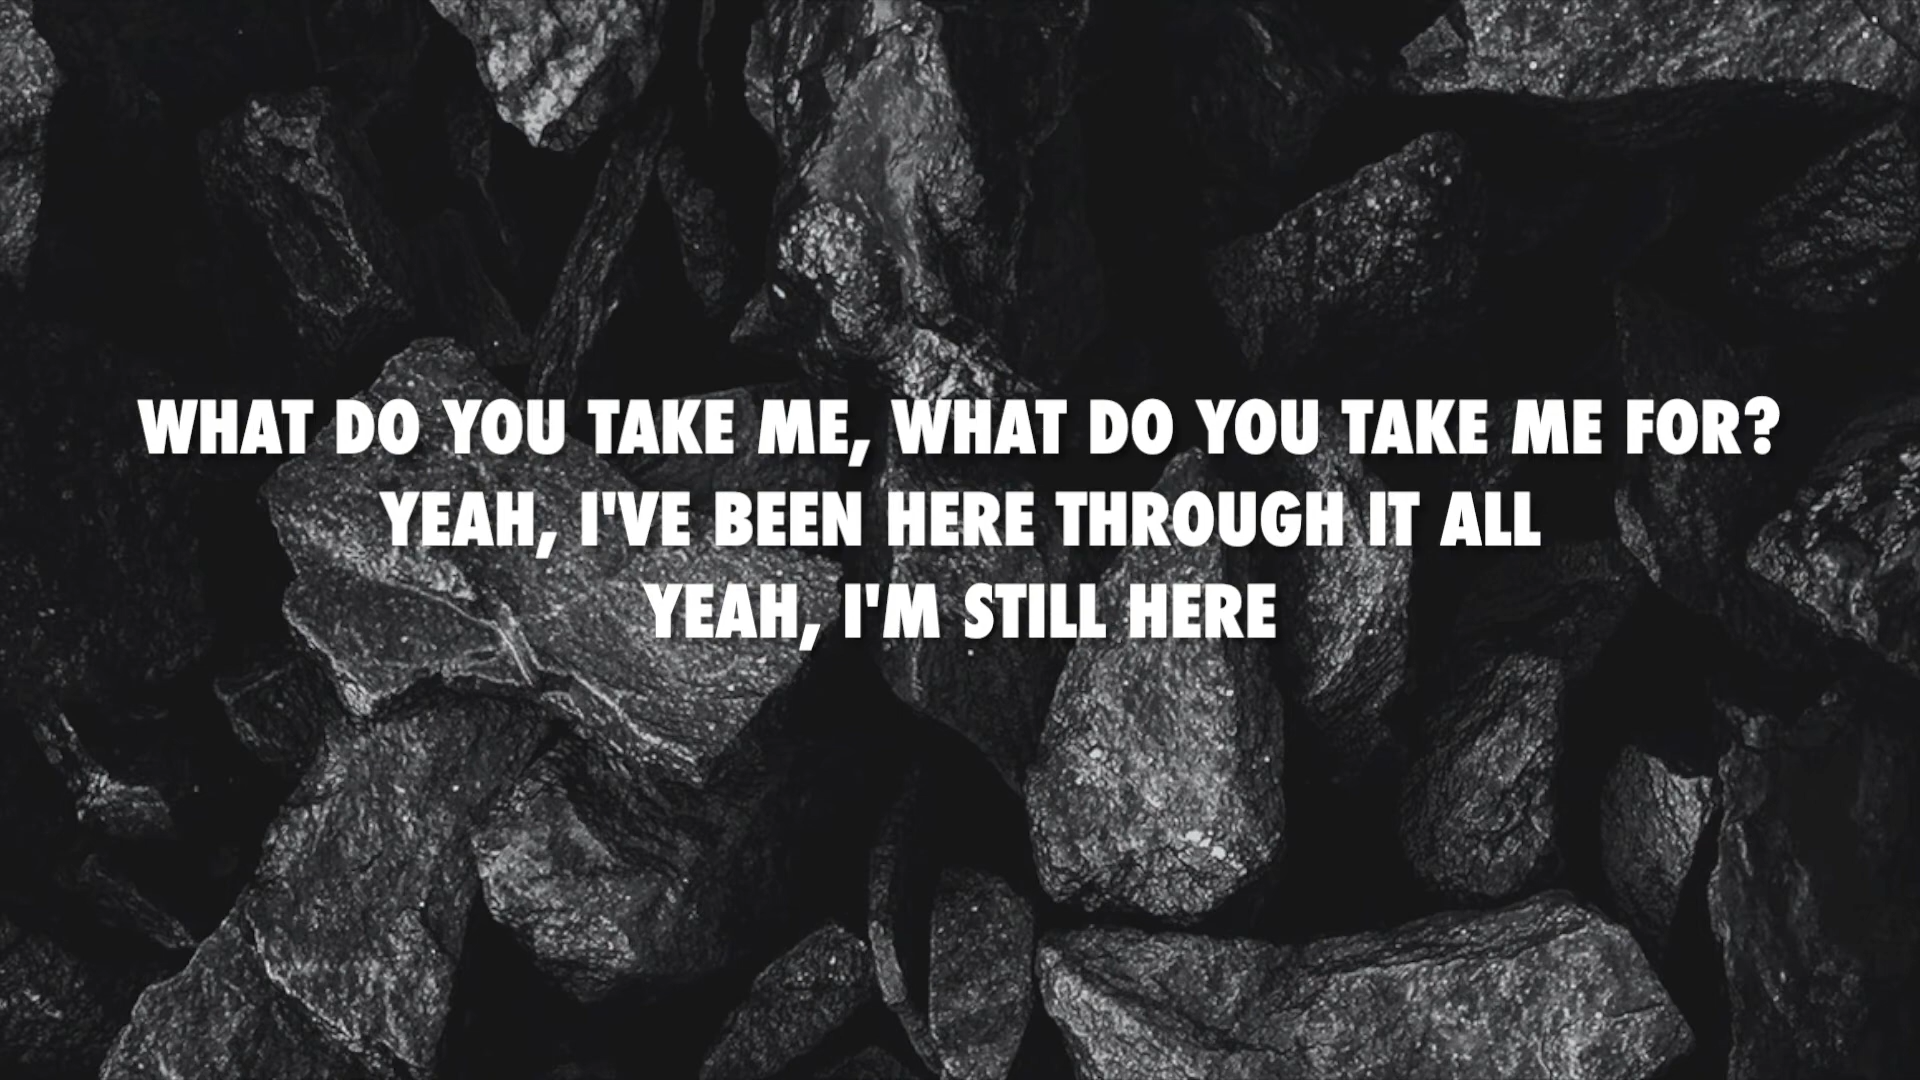 WHAT DO YOU TAKE ME, WHAT DO YOU TAKE ME FOR?
YEAH, I'VE BEEN HERE THROUGH IT ALL
YEAH, I'M STILL HERE